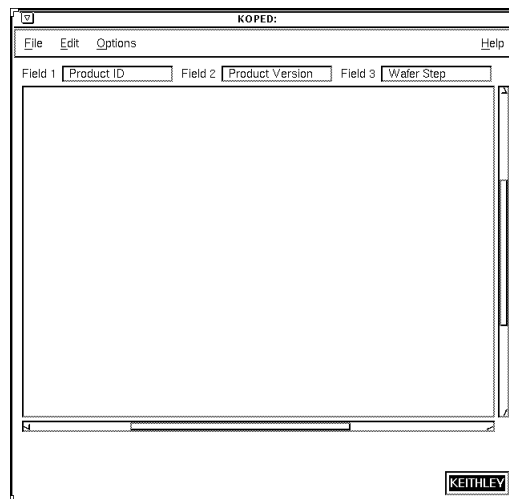 KOPED:
File Edit Options Help
Field 1 Product ID Field 2 Product Version Field 3 Wafer Step
KEITHLEY